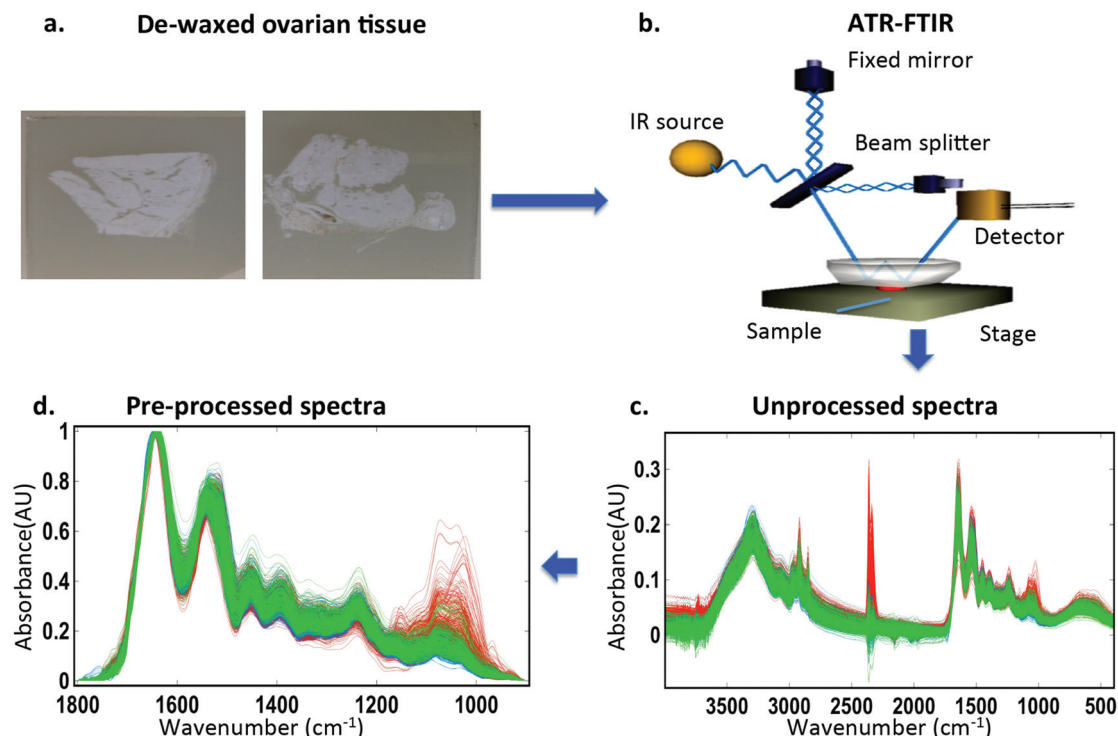 a. De-waxed ovarian tissue
b. ATR-FTIR
Fixed mirror
IR source
Beam splitter
Detector
Sample
Stage
d. Pre-processed spectra
1
0.8
0.6
0.4
0.2
0
Absorbance(AU)
1800 1600 1400 1200 1000
Wavenumber (cm⁻¹)
c. Unprocessed spectra
0.3
0.2
0.1
0
Absorbance(AU)
3500 3000 2500 2000 1500 1000 500
Wavenumber (cm⁻¹)